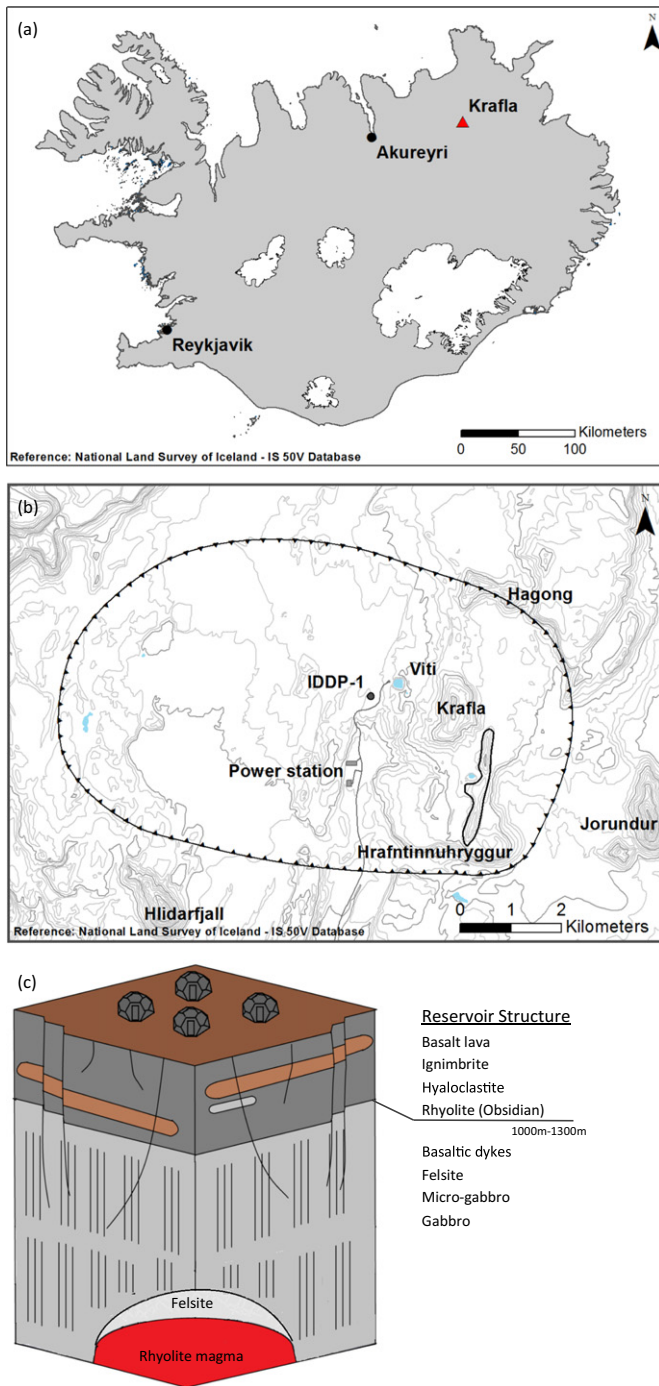 (a)
N
Krafla
Akureyri
Reykjavik
Kilometers
0 50 100
Reference: National Land Survey of Iceland - IS 50V Database
(b)
N
Hagong
Viti
IDDP-1
Krafla
Power station
Jorundur
Hrafntinnuhryggur
Hlidarfjall
0 1 2
Kilometers
Reference: National Land Survey of Iceland - IS 50V Database
(c)
Reservoir Structure
Basalt lava
Ignimbrite
Hyaloclastite
Rhyolite (Obsidian)
1000m-1300m
Basaltic dykes
Felsite
Micro-gabbro
Gabbro
Felsite
Rhyolite magma